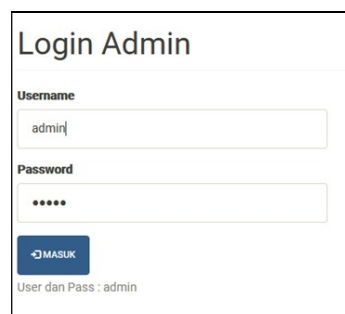 Login Admin
Username
admin
Password
•••••
MASUK
User dan Pass : admin